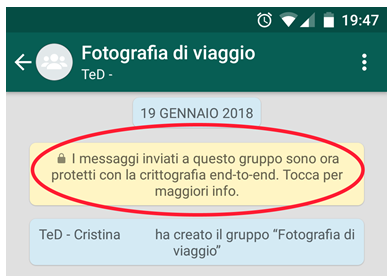 19:47
Fotografia di viaggio
TeD -
19 GENNAIO 2018
I messaggi inviati a questo gruppo sono ora
protetti con la crittografia end-to-end. Tocca per
maggiori info.
TeD - Cristina ha creato il gruppo “Fotografia di
viaggio”